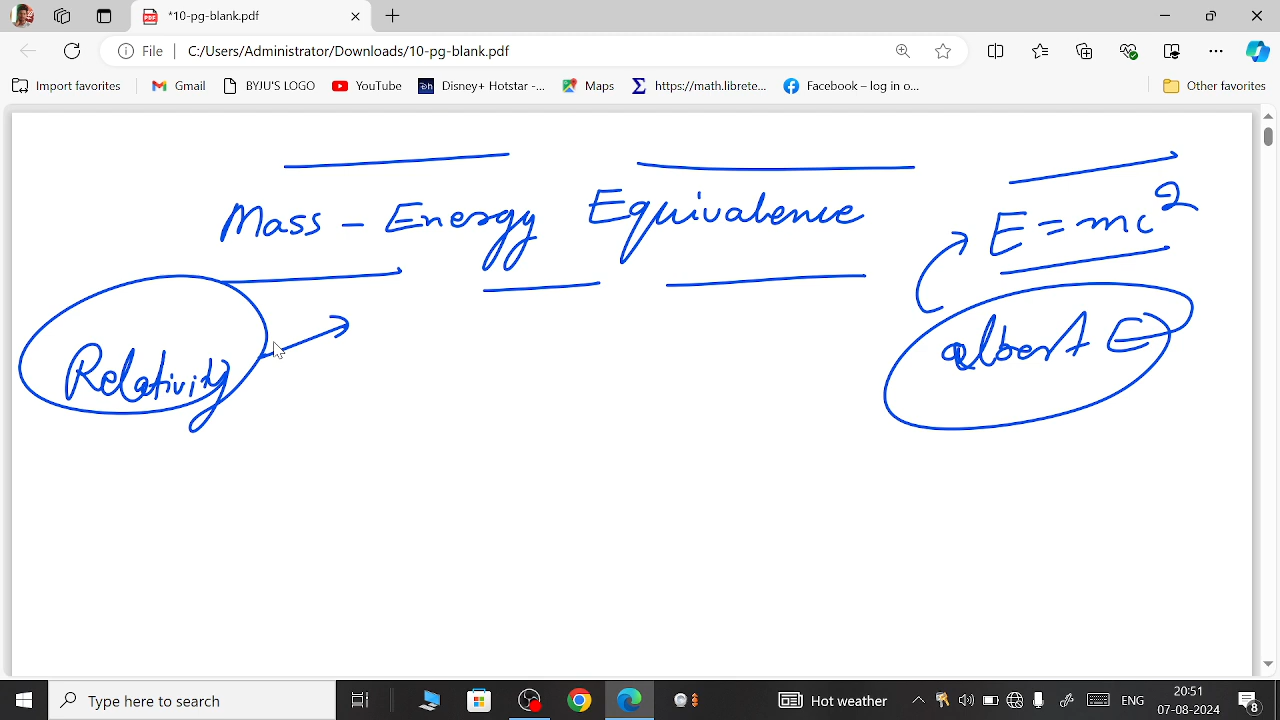 *10-pg-blank.pdf
File C:/Users/Administrator/Downloads/10-pg-blank.pdf
Import favorites Gmail BYJU'S LOGO YouTube Disney+ Hotstar -... Maps https://math.librete... Facebook – log in o... Other favorites
Mass - Energy Equivalence E = mc²
Relativity albert E
Type here to search Hot weather ENG 20:51
07-08-2024 8